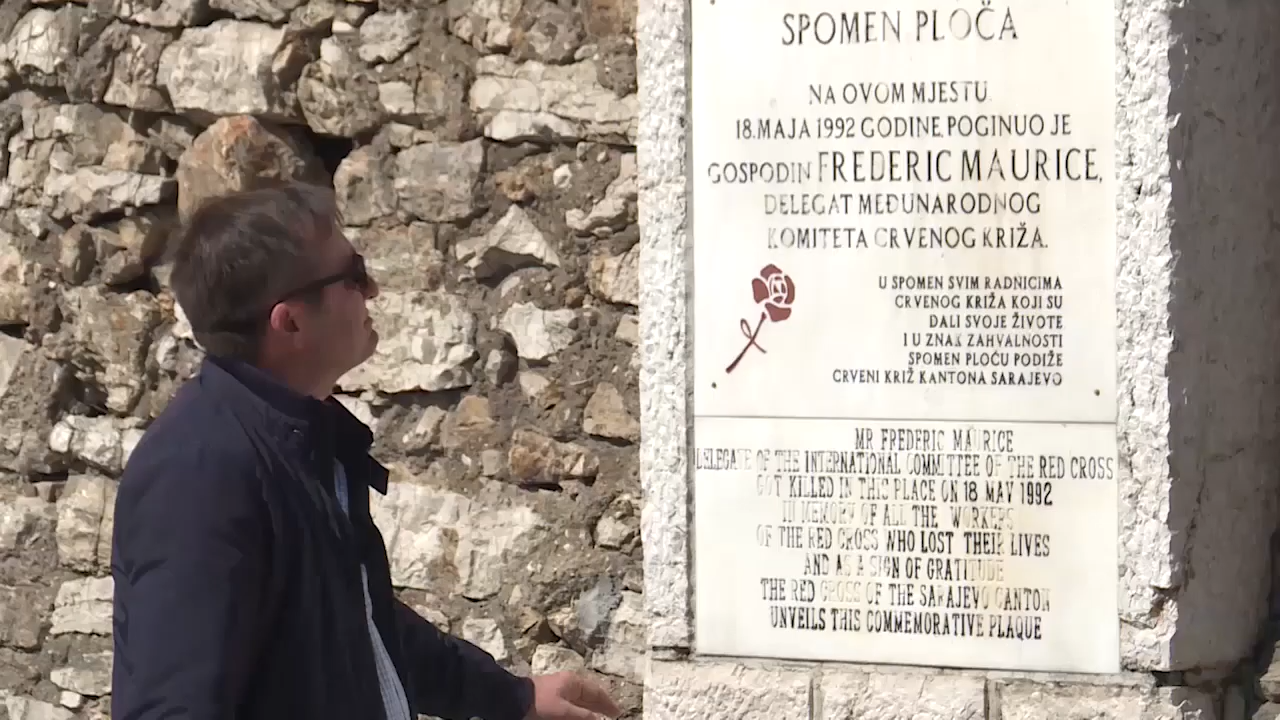 SPOMEN PLOČA
NA OVOM MJESTU
18.MAJA 1992 GODINE, POGINUO JE
GOSPODIN FREDERIC MAURICE,
DELEGAT MEĐUNARODNOG
KOMITETA CRVENOG KRIŽA.
U SPOMEN SVIM RADNICIMA
CRVENOG KRIŽA KOJI SU
DALI SVOJE ŽIVOTE
I U ZNAK ZAHVALNOSTI
SPOMEN PLOČU PODIŽE
CRVENI KRIŽ KANTONA SARAJEVO
MR FREDERIC MAURICE
DELEGATE OF THE INTERNATIONAL COMMITTEE OF THE RED CROSS
GOT KILLED IN THIS PLACE ON 18 MAY 1992
IN MEMORY OF ALL THE WORKERS
OF THE RED CROSS WHO LOST THEIR LIVES
AND AS A SIGN OF GRATITUDE
THE RED CROSS OF THE SARAJEVO CANTON
UNVEILS THIS COMMEMORATIVE PLAQUE